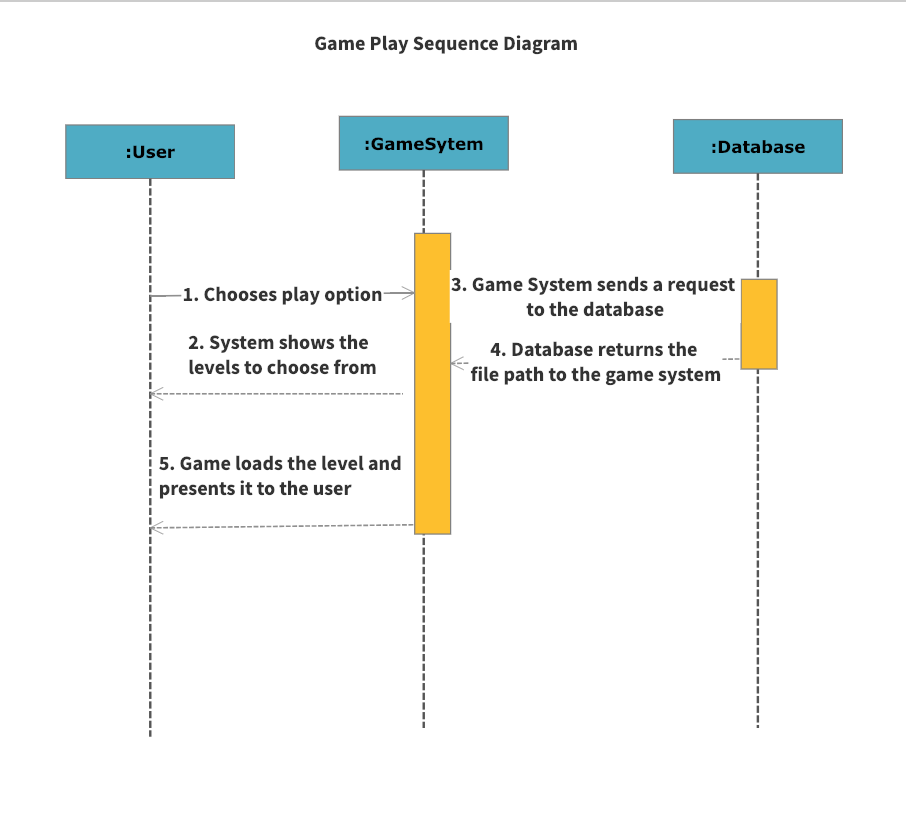 Game Play Sequence Diagram
:User
:GameSytem
:Database
1. Chooses play option
2. System shows the
levels to choose from
3. Game System sends a request
to the database
4. Database returns the
file path to the game system
5. Game loads the level and
presents it to the user